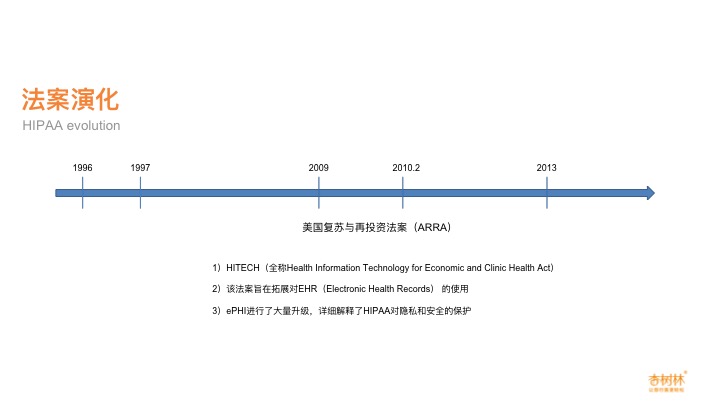 法案演化
HIPAA evolution
1996 1997 2009 2010.2 2013
美国复苏与再投资法案（ARRA）
1）HITECH（全称Health Information Technology for Economic and Clinic Health Act）
2）该法案旨在拓展对EHR（Electronic Health Records） 的使用
3）ePHI进行了大量升级，详细解释了HIPAA对隐私和安全的保护
杏树林